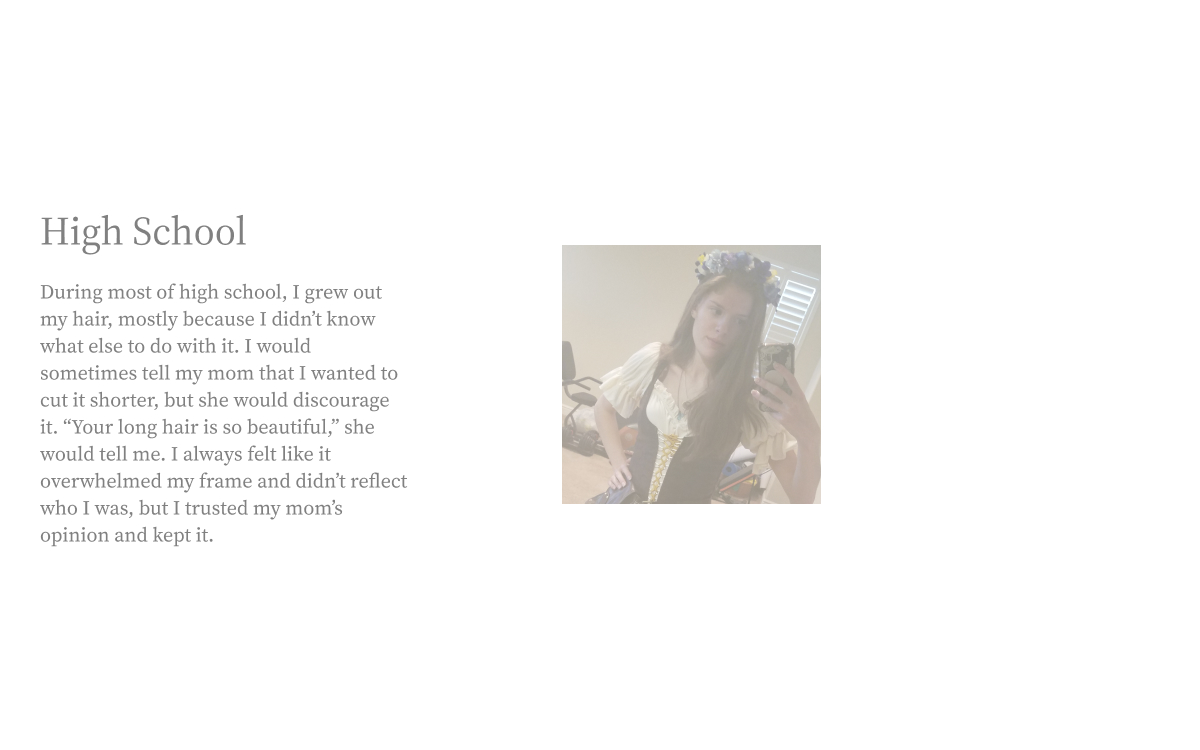 High School
During most of high school, I grew out
my hair, mostly because I didn’t know
what else to do with it. I would
sometimes tell my mom that I wanted to
cut it shorter, but she would discourage
it. “Your long hair is so beautiful,” she
would tell me. I always felt like it
overwhelmed my frame and didn’t reflect
who I was, but I trusted my mom’s
opinion and kept it.